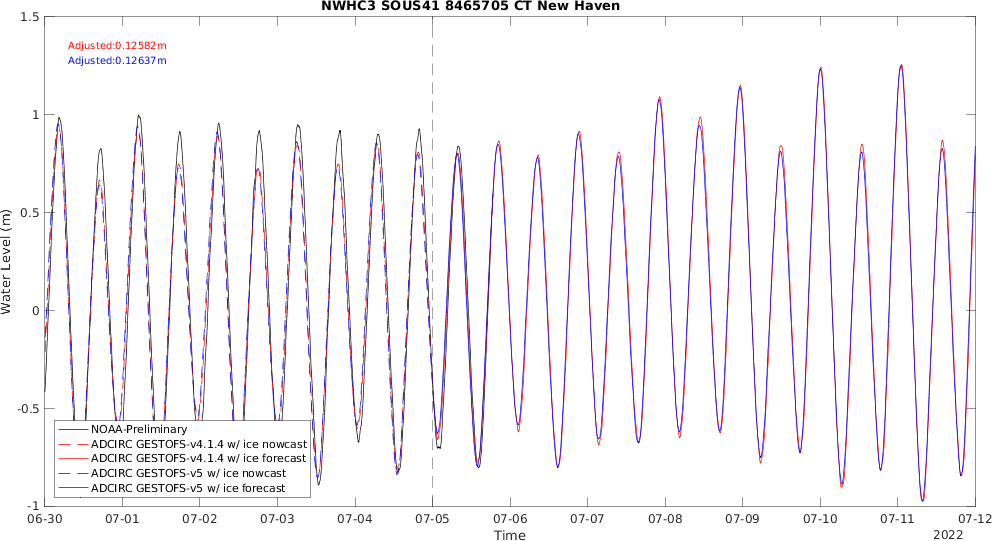 NWHC3 SOUS41 8465705 CT New Haven
1.5
Adjusted:0.12582m
Adjusted:0.12637m
1
0.5
Water Level (m)
0
-0.5
NOAA-Preliminary
ADCIRC GESTOFS-v4.1.4 w/ ice nowcast
ADCIRC GESTOFS-v4.1.4 w/ ice forecast
ADCIRC GESTOFS-v5 w/ ice nowcast
ADCIRC GESTOFS-v5 w/ ice forecast
-1
06-30 07-01 07-02 07-03 07-04 07-05 07-06 07-07 07-08 07-09 07-10 07-11 07-12
Time
2022